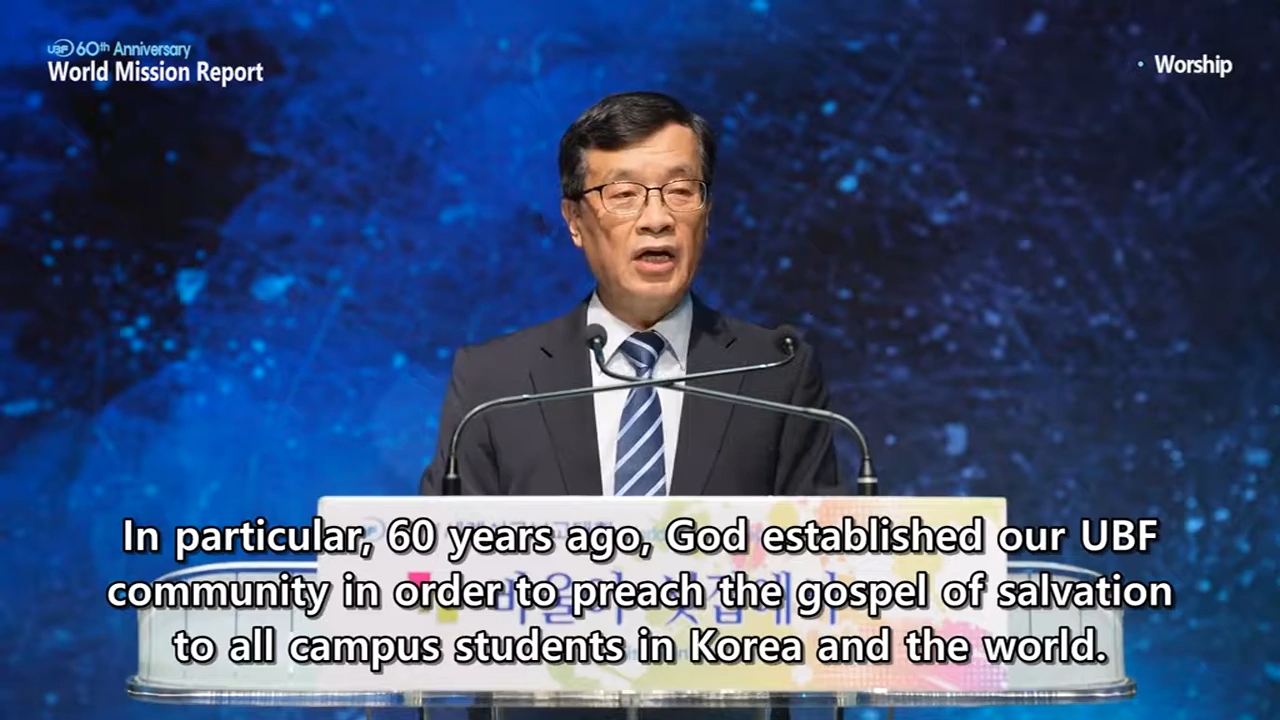 UBF 60th Anniversary
World Mission Report
• Worship
In particular, 60 years ago, God established our UBF
community in order to preach the gospel of salvation
to all campus students in Korea and the world.